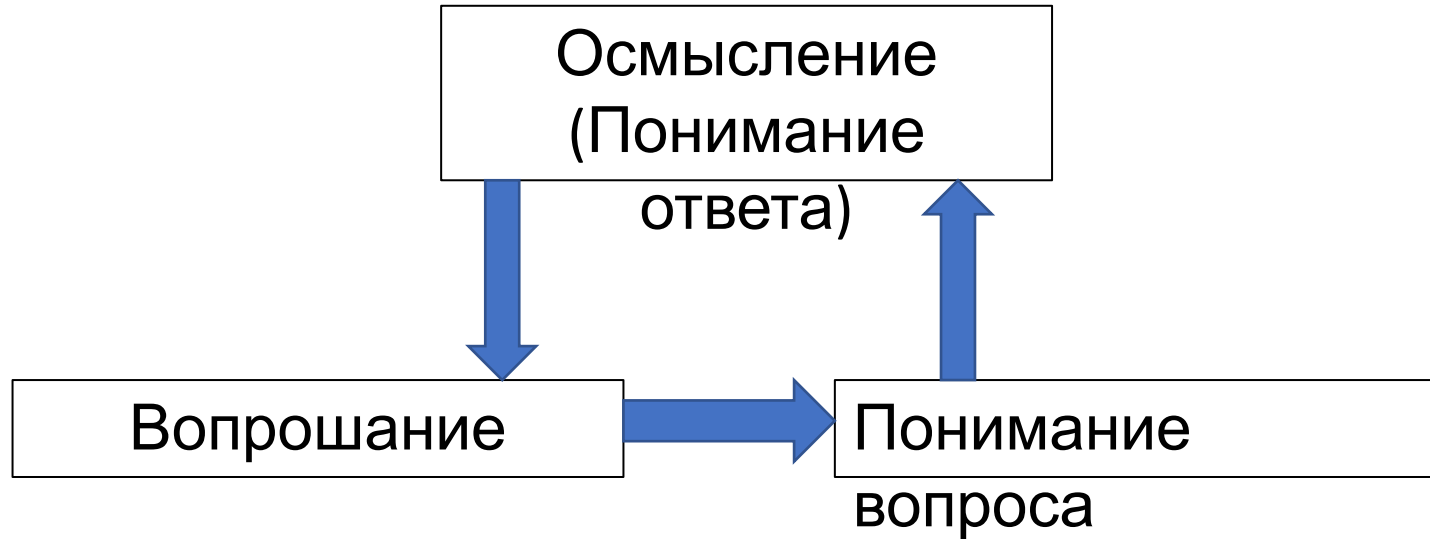 Осмысление
(Понимание
ответа)
Вопрошание
Понимание
вопроса